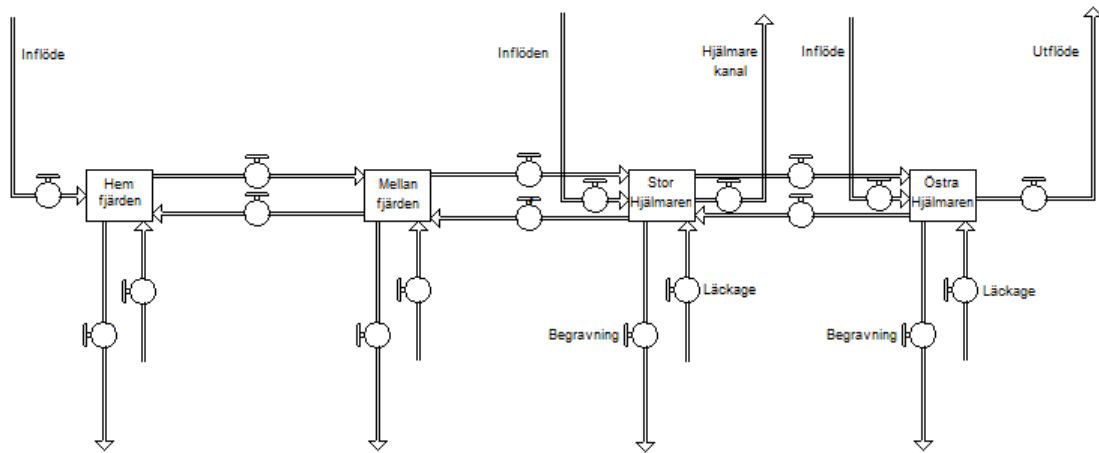 Inflöde
Inflöden
Hjälmare
kanal
Inflöde
Utflöde
Hem
fjärden
Mellan
fjärden
Stor
Hjälmaren
Östra
Hjälmaren
Läckage
Läckage
Begravning
Begravning